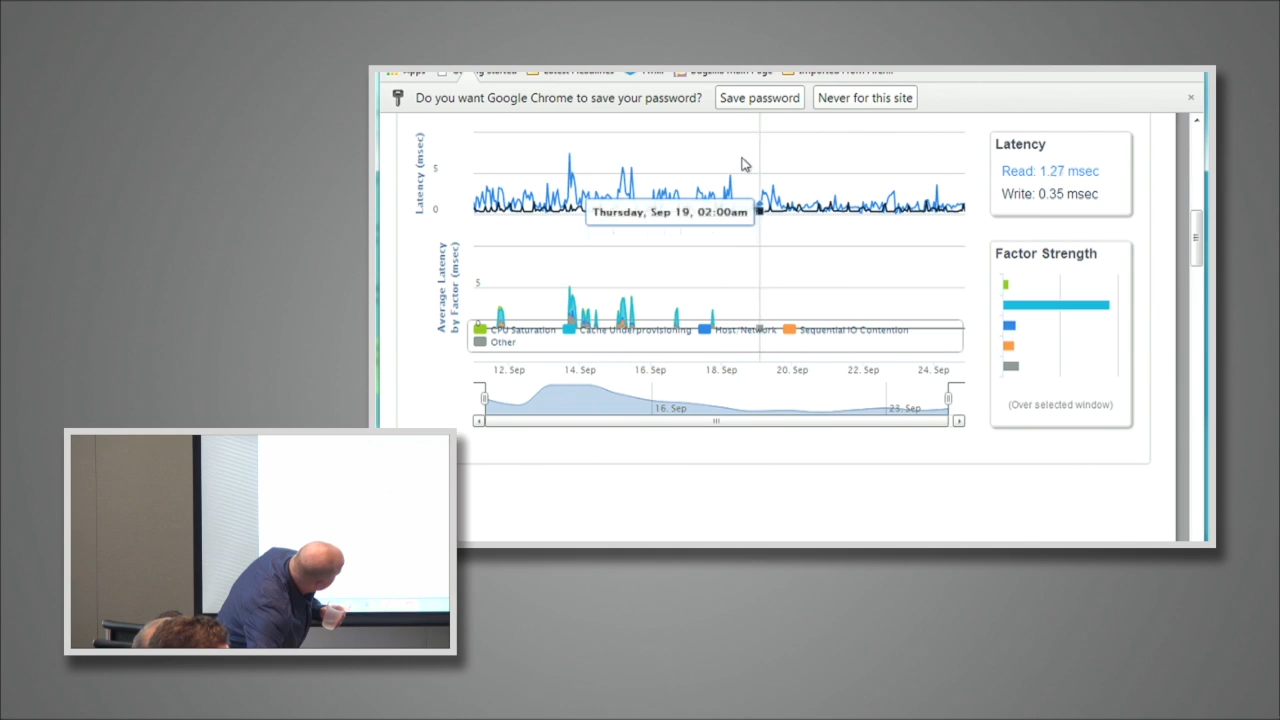 Do you want Google Chrome to save your password? Save password Never for this site ×
Latency (msec)
5
0
Thursday, Sep 19, 02:00am
Latency
Read: 1.27 msec
Write: 0.35 msec
Average Latency
by Factor (msec)
5
0
CPU Saturation Cache Underprovisioning Host/Network Sequential IO Contention
Other
12. Sep 14. Sep 16. Sep 18. Sep 20. Sep 22. Sep 24. Sep
16. Sep 23. Sep
Factor Strength
(Over selected window)